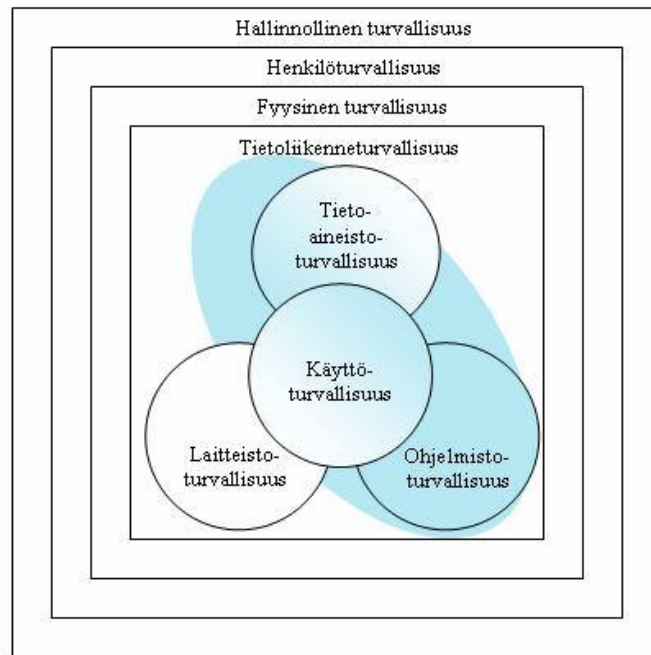 Hallinnollinen turvallisuus
Henkilöturvallisuus
Fyysinen turvallisuus
Tietoliikenneturvallisuus
Tieto-
aineisto-
turvallisuus
Käyttö-
turvallisuus
Laitteisto-
turvallisuus
Ohjelmisto-
turvallisuus